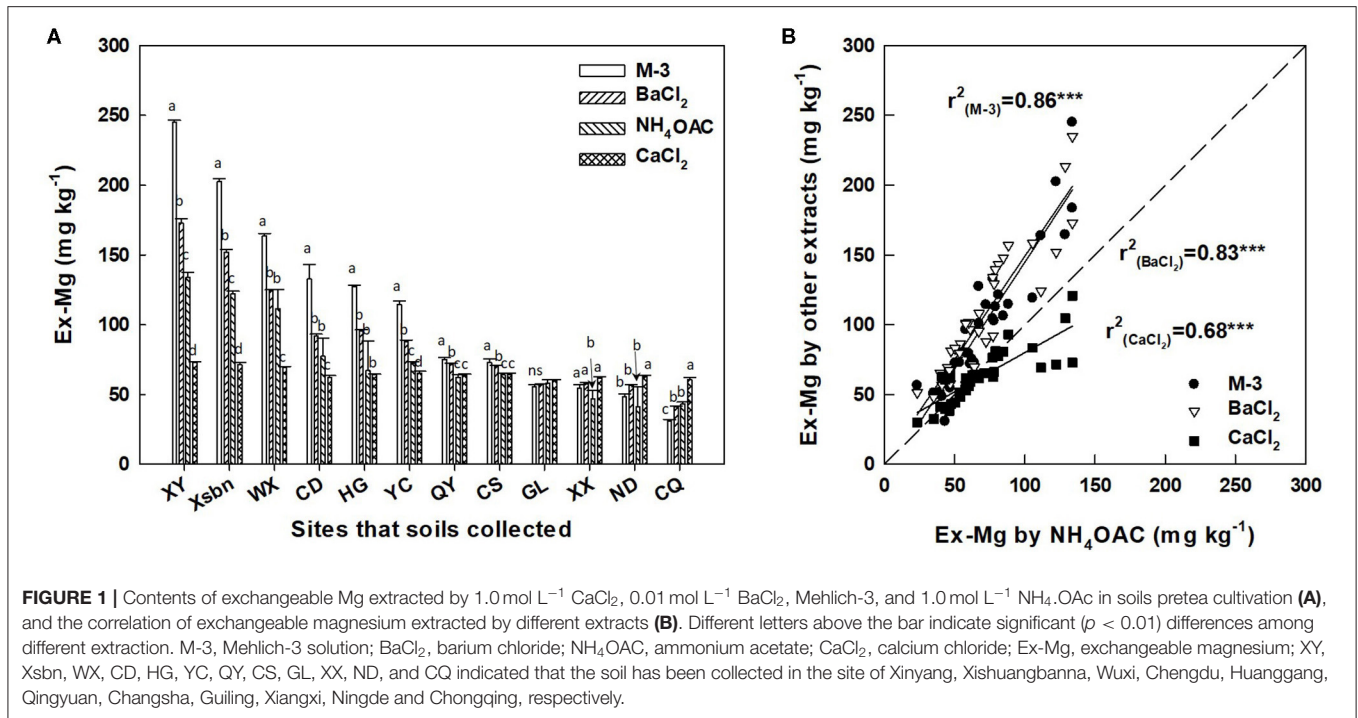 A
300
250
200
150
100
50
0
Ex-Mg (mg kg⁻¹)
M-3
BaCl₂
NH₄OAC
CaCl₂
a
b
c
d
a
b
c
d
a
b
b
c
a
b
b
c
a
b
b
b
a
b
c
d
a
b
c
c
a
b
c
c
ns
a
a
b
a
b
b
b
a
c
b
b
a
XY
Xsbn
WX
CD
HG
YC
QY
CS
GL
XX
ND
CQ
Sites that soils collected
B
300
250
200
150
100
50
0
Ex-Mg by other extracts (mg kg⁻¹)
r²(M-3)=0.86***
r²(BaCl₂)=0.83***
r²(CaCl₂)=0.68***
M-3
BaCl₂
CaCl₂
0
50
100
150
200
250
300
Ex-Mg by NH₄OAC (mg kg⁻¹)
FIGURE 1 | Contents of exchangeable Mg extracted by 1.0 mol L⁻¹ CaCl₂, 0.01 mol L⁻¹ BaCl₂, Mehlich-3, and 1.0 mol L⁻¹ NH₄.OAc in soils pretea cultivation (A),
and the correlation of exchangeable magnesium extracted by different extracts (B). Different letters above the bar indicate significant (p < 0.01) differences among
different extraction. M-3, Mehlich-3 solution; BaCl₂, barium chloride; NH₄OAC, ammonium acetate; CaCl₂, calcium chloride; Ex-Mg, exchangeable magnesium; XY,
Xsbn, WX, CD, HG, YC, QY, CS, GL, XX, ND, and CQ indicated that the soil has been collected in the site of Xinyang, Xishuangbanna, Wuxi, Chengdu, Huanggang,
Qingyuan, Changsha, Guiling, Xiangxi, Ningde and Chongqing, respectively.